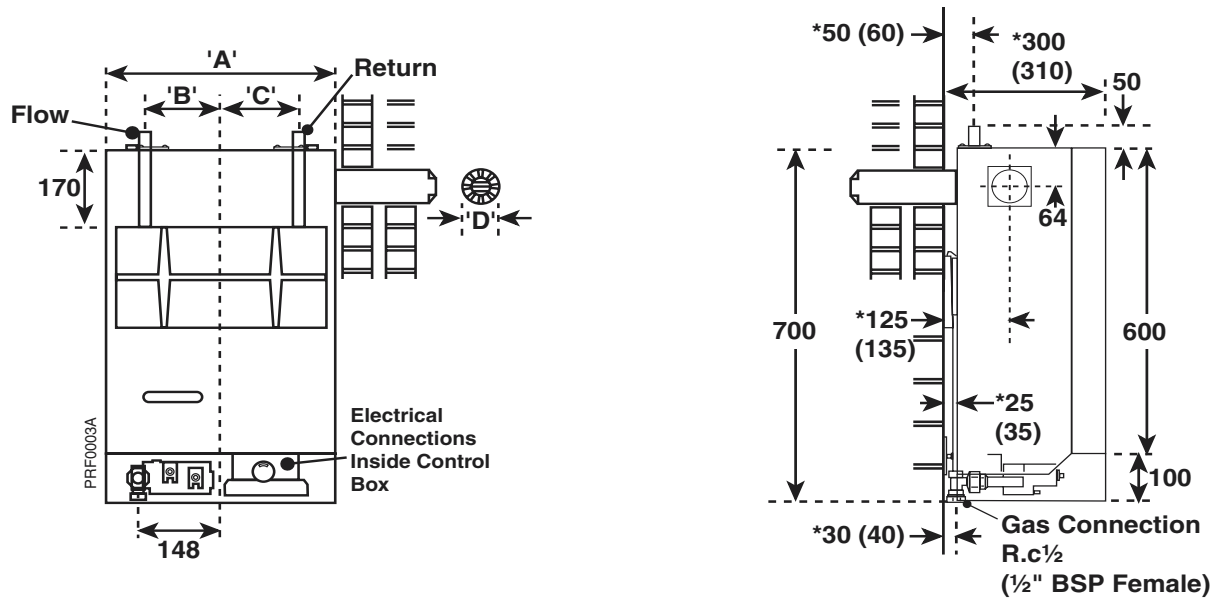 'A'
'B'
'C'
Return
Flow
170
'D'
Electrical
Connections
Inside Control
Box
PRF0003A
148
*50 (60)
*300
(310)
50
64
700
*125
(135)
600
*25
(35)
100
*30 (40)
Gas Connection
R.c½
(½" BSP Female)